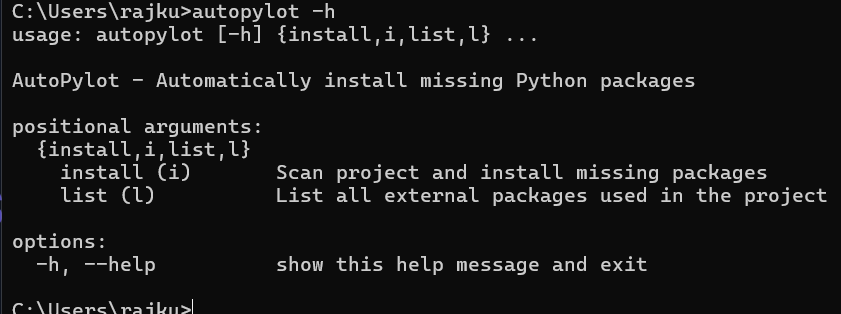 C:\Users\rajku>autopylot -h
usage: autopylot [-h] {install,i,list,l} ...
AutoPylot - Automatically install missing Python packages
positional arguments:
{install,i,list,l}
install (i)          Scan project and install missing packages
list (l)             List all external packages used in the project
options:
-h, --help           show this help message and exit
C:\Users\rajku>